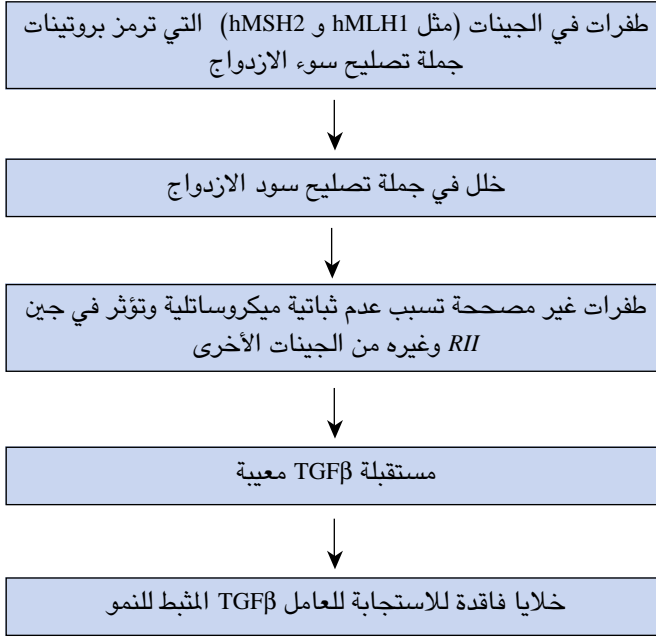 طفرات في الجينات (مثل hMLH1 و hMSH2) التي ترمز بروتينات
جملة تصليح سوء الازدواج
خلل في جملة تصليح سود الازدواج
طفرات غير مصححة تسبب عدم ثباتية ميكروساتلية وتؤثر في جين
RII وغيره من الجينات الأخرى
مستقبلة TGFβ معيبة
خلايا فاقدة للاستجابة للعامل TGFβ المثبط للنمو